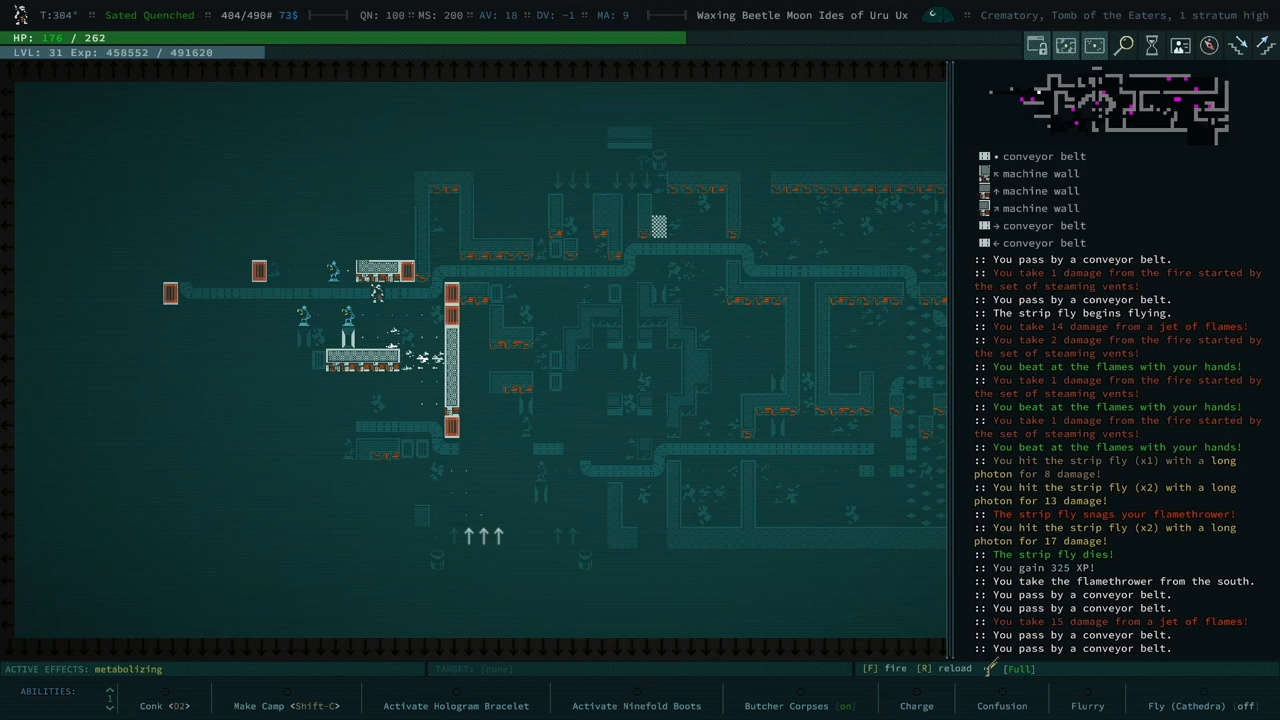 T:304° :: Sated Quenched :: 404/490# 73$ QN: 100 :: MS: 200 :: AV: 18 :: DV: -1 :: MA: 9 Waxing Beetle Moon Ides of Uru Ux :: Crematory, Tomb of the Eaters, 1 stratum high
HP: 176 / 262
LVL: 31 Exp: 458552 / 491620
conveyor belt
machine wall
machine wall
machine wall
conveyor belt
conveyor belt
:: You pass by a conveyor belt.
:: You take 1 damage from the fire started by
the set of steaming vents!
:: You pass by a conveyor belt.
:: The strip fly begins flying.
:: You take 14 damage from a jet of flames!
:: You take 2 damage from the fire started by
the set of steaming vents!
:: You beat at the flames with your hands!
:: You take 1 damage from the fire started by
the set of steaming vents!
:: You beat at the flames with your hands!
:: You take 1 damage from the fire started by
the set of steaming vents!
:: You beat at the flames with your hands!
:: You hit the strip fly (x1) with a long
photon for 8 damage!
:: You hit the strip fly (x2) with a long
photon for 13 damage!
:: The strip fly snags your flamethrower!
:: You hit the strip fly (x2) with a long
photon for 17 damage!
:: The strip fly dies!
:: You gain 325 XP!
:: You take the flamethrower from the south.
:: You pass by a conveyor belt.
:: You pass by a conveyor belt.
:: You take 15 damage from a jet of flames!
:: You pass by a conveyor belt.
:: You pass by a conveyor belt.
ACTIVE EFFECTS: metabolizing TARGET: [none] [F] fire [R] reload [Full]
ABILITIES: 1 Conk <D2> Make Camp <Shift-C> Activate Hologram Bracelet Activate Ninefold Boots Butcher Corpses [on] Charge Confusion Flurry Fly (Cathedra) [off]